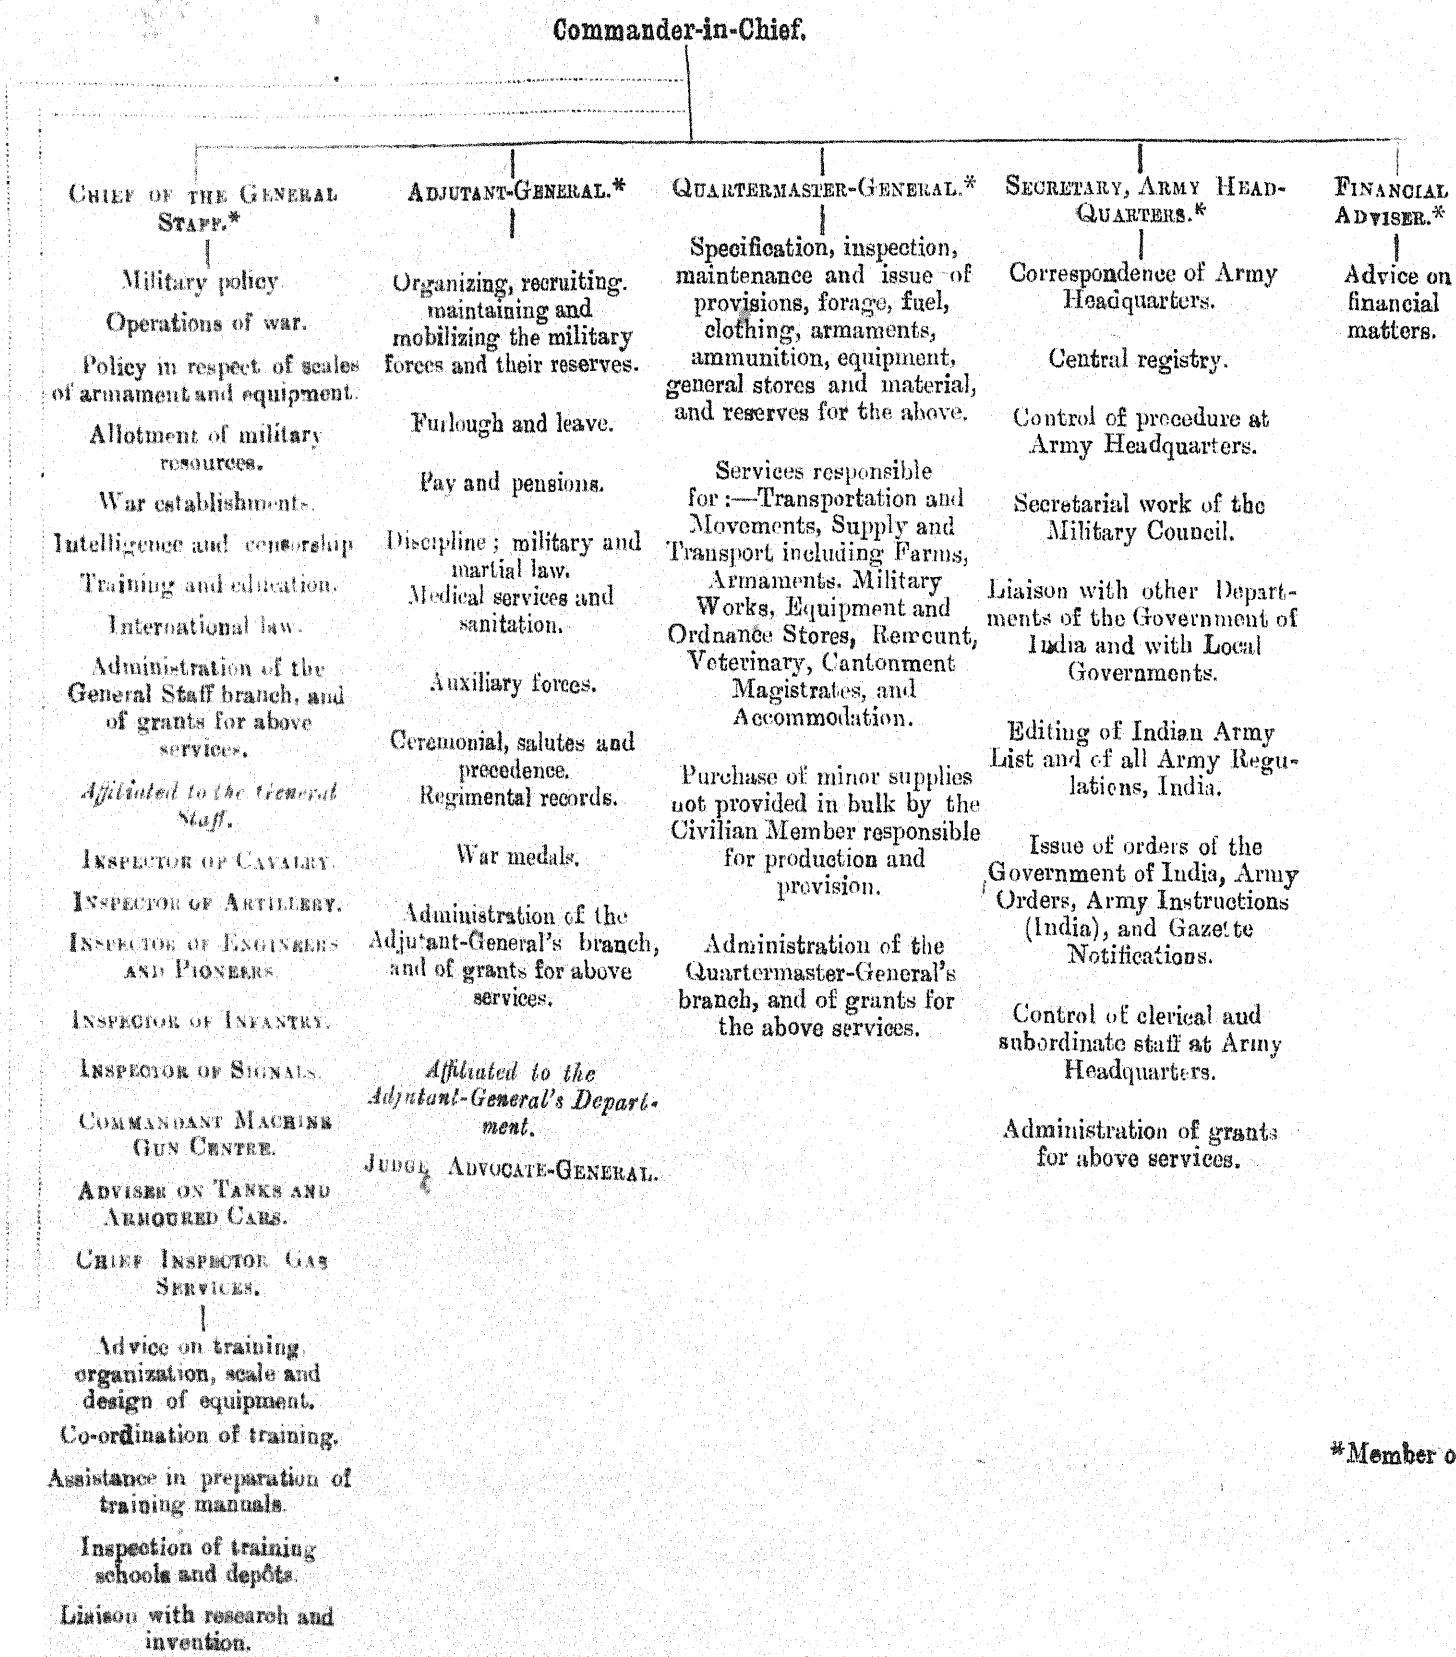 Commander-in-Chief.
CHIEF OF THE GENERAL
STAFF.*
Military policy
Operations of war.
Policy in respect of scales
of armament and equipment.
Allotment of military
resources.
War establishments.
Intelligence and censorship
Training and education.
International law.
Administration of the
General Staff branch, and
of grants for above
services.
Affiliated to the General
Staff.
INSPECTOR OF CAVALRY.
INSPECTOR OF ARTILLERY.
INSPECTOR OF ENGINEERS
AND PIONEERS.
INSPECTOR OF INFANTRY.
INSPECTOR OF SIGNALS.
COMMANDANT MACHINE
GUN CENTRE.
ADVISER ON TANKS AND
ARMOURED CARS.
CHIEF INSPECTOR GAS
SERVICES.
Advice on training
organization, scale and
design of equipment.
Co-ordination of training.
Assistance in preparation of
training manuals.
Inspection of training
schools and depôts.
Liaison with research and
invention.
ADJUTANT-GENERAL.*
Organizing, recruiting.
maintaining and
mobilizing the military
forces and their reserves.
Furlough and leave.
Pay and pensions.
Discipline; military and
martial law.
Medical services and
sanitation.
Auxiliary forces.
Ceremonial, salutes and
precedence.
Regimental records.
War medals.
Administration of the
Adjutant-General's branch,
and of grants for above
services.
Affiliated to the
Adjutant-General's Depart-
ment.
JUDGE ADVOCATE-GENERAL.
QUARTERMASTER-GENERAL.*
Specification, inspection,
maintenance and issue of
provisions, forage, fuel,
clothing, armaments,
ammunition, equipment,
general stores and material,
and reserves for the above.
Services responsible
for:—Transportation and
Movements, Supply and
Transport including Farms,
Armaments. Military
Works, Equipment and
Ordnance Stores, Remount,
Veterinary, Cantonment
Magistrates, and
Accommodation.
Purchase of minor supplies
not provided in bulk by the
Civilian Member responsible
for production and
provision.
Administration of the
Quartermaster-General's
branch, and of grants for
the above services.
SECRETARY, ARMY HEAD-
QUARTERS.*
Correspondence of Army
Headquarters.
Central registry.
Control of procedure at
Army Headquarters.
Secretarial work of the
Military Council.
Liaison with other Depart-
ments of the Government of
India and with Local
Governments.
Editing of Indian Army
List and of all Army Regu-
lations, India.
Issue of orders of the
Government of India, Army
Orders, Army Instructions
(India), and Gazette
Notifications.
Control of clerical and
subordinate staff at Army
Headquarters.
Administration of grants
for above services.
FINANCIAL
ADVISER.*
Advice on
financial
matters.
*Member o